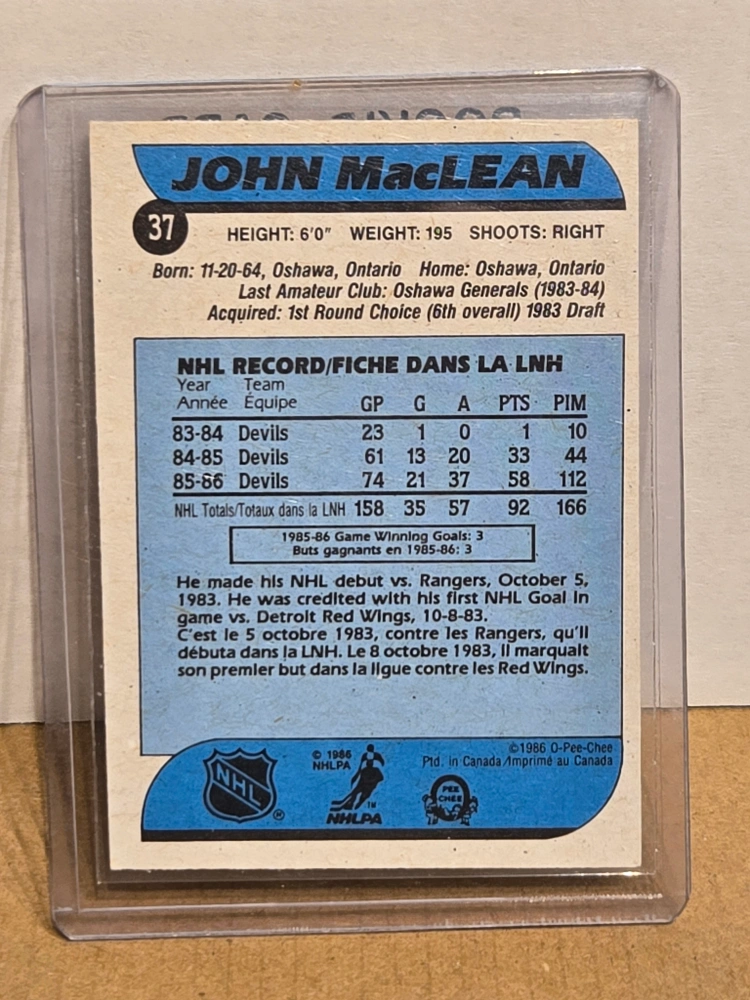 JOHN MacLEAN
37
HEIGHT: 6'0" WEIGHT: 195 SHOOTS: RIGHT
Born: 11-20-64, Oshawa, Ontario Home: Oshawa, Ontario
Last Amateur Club: Oshawa Generals (1983-84)
Acquired: 1st Round Choice (6th overall) 1983 Draft
NHL RECORD/FICHE DANS LA LNH
Year Team
Année Équipe GP G A PTS PIM
83-84 Devils 23 1 0 1 10
84-85 Devils 61 13 20 33 44
85-86 Devils 74 21 37 58 112
NHL Totals/Totaux dans la LNH 158 35 57 92 166
1985-86 Game Winning Goals: 3
Buts gagnants en 1985-86: 3
He made his NHL debut vs. Rangers, October 5,
1983. He was credited with his first NHL Goal in
game vs. Detroit Red Wings, 10-8-83.
C'est le 5 octobre 1983, contre les Rangers, qu'il
débuta dans la LNH. Le 8 octobre 1983, il marquait
son premier but dans la ligue contre les Red Wings.
NHL
®
© 1986
NHLPA
TM
NHLPA
PEE
CHEE
©1986 O-Pee-Chee
Ptd. in Canada/Imprimé au Canada